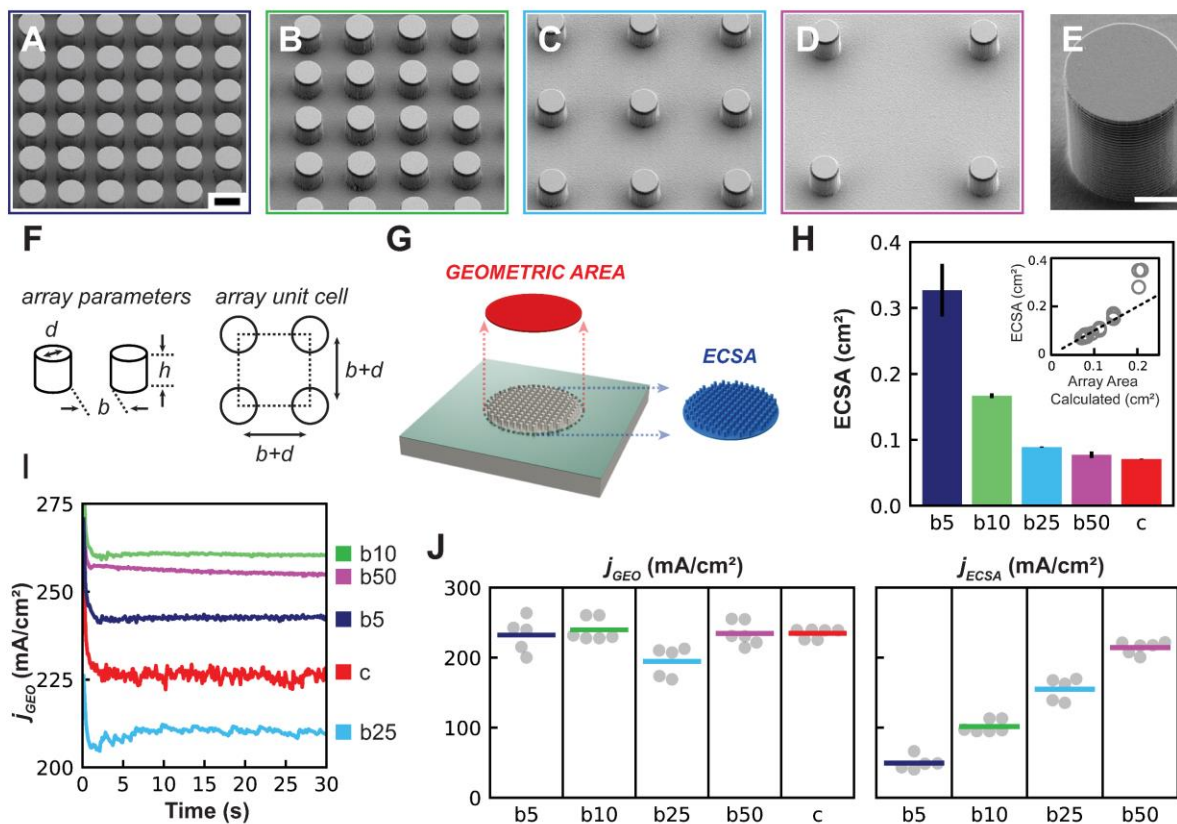 A
B
C
D
E
F
array parameters
array unit cell
d
h
b
b+d
b+d
G
GEOMETRIC AREA
ECSA
H
ECSA (cm²)
0.4
0.3
0.2
0.1
0.0
b5
b10
b25
b50
c
ECSA (cm²)
0.4
0.2
0
0
0.1
0.2
Array Area
Calculated (cm²)
I
jGEO (mA/cm²)
275
250
225
200
0
5
10
15
20
25
30
Time (s)
b10
b50
b5
c
b25
J
jGEO (mA/cm²)
300
200
100
0
b5
b10
b25
b50
c
jECSA (mA/cm²)
b5
b10
b25
b50